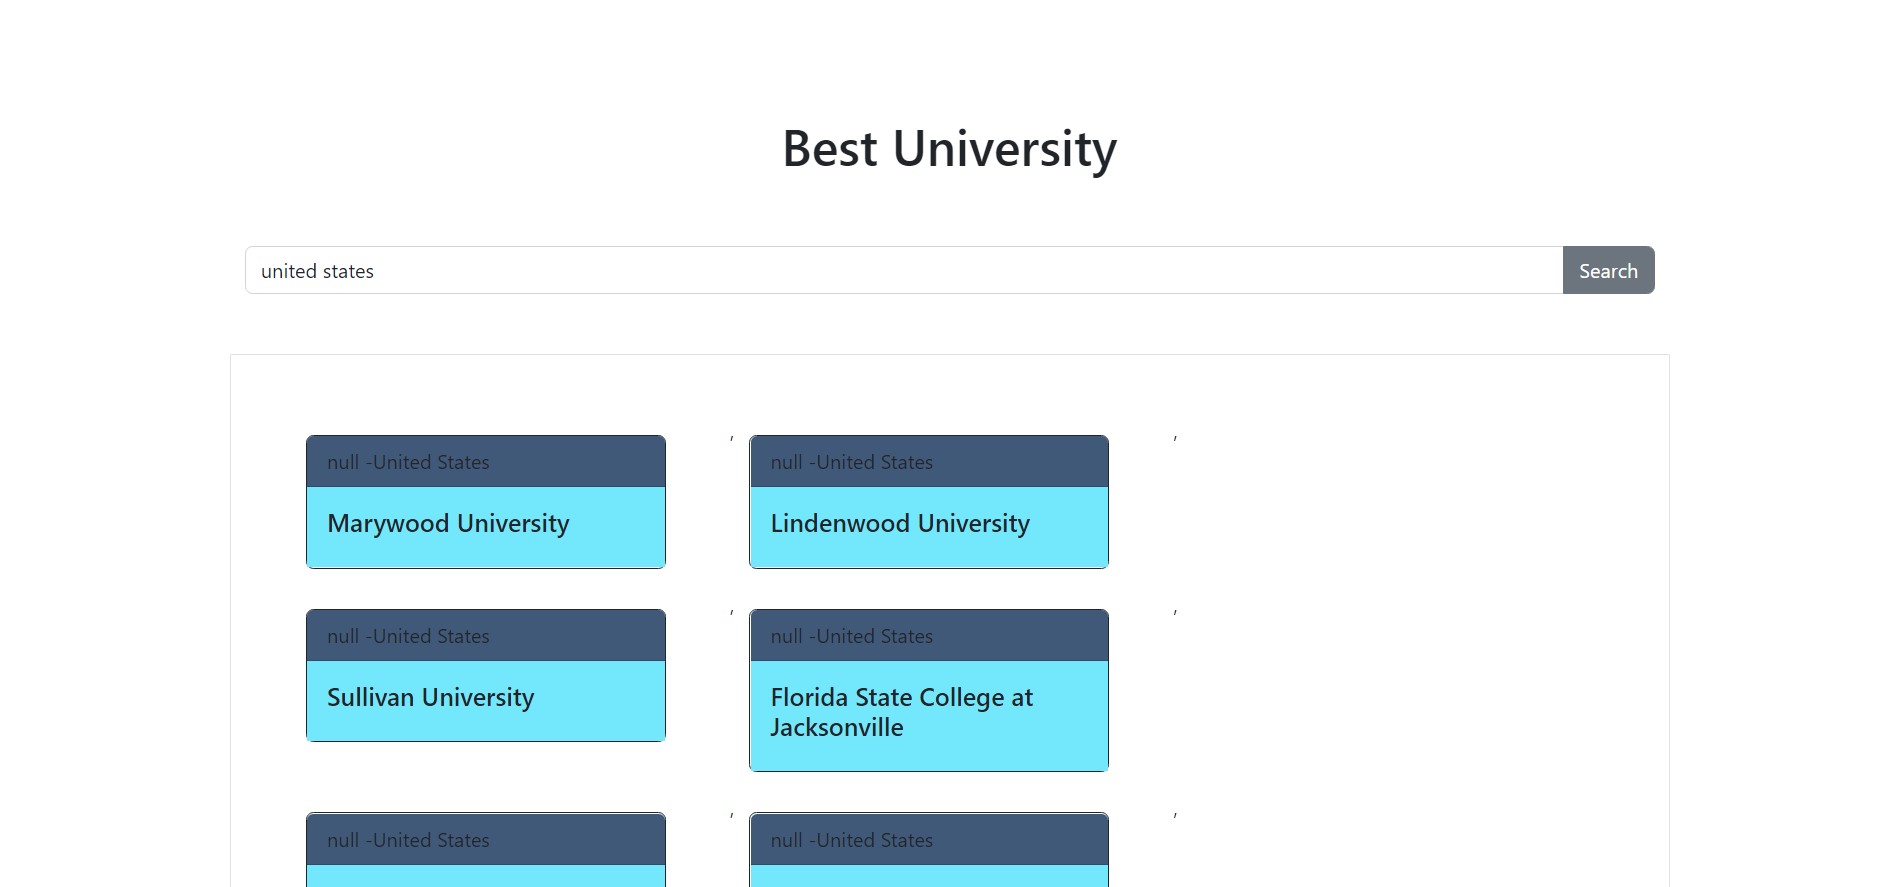 Best University
united states
Search
null -United States
,
null -United States
,
Marywood University
Lindenwood University
null -United States
,
null -United States
,
Sullivan University
Florida State College at
Jacksonville
null -United States
,
null -United States
,